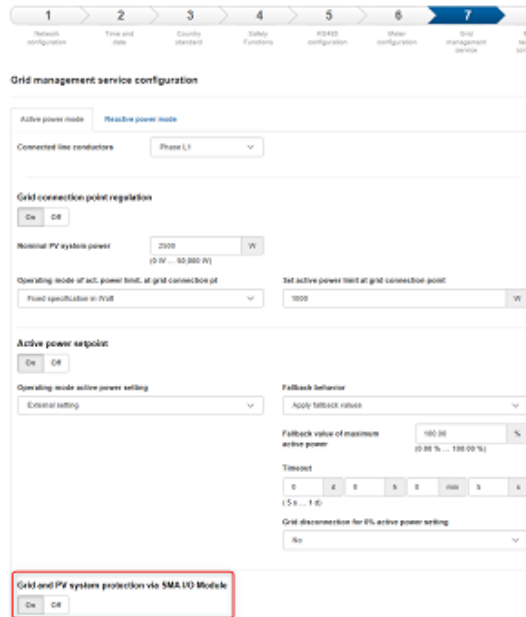 1 2 3 4 5 6 7
Network configuration
Time and date
Country standard
Safety Functions
RS485 configuration
Meter configuration
Grid management service
Grid management service configuration
Active power mode Reactive power mode
Connected line conductors Phase L1
Grid connection point regulation
On Off
Nominal PV system power 2500 W
(0 W ... 50,000 W)
Operating mode of act. power limit. at grid connection pt Set active power limit at grid connection point
Fixed specification in Watt 1000 W
Active power setpoint
On Off
Operating mode active power setting Fallback behavior
External setting Apply fallback values
Fallback value of maximum active power 100.00 %
(0.00 % ... 100.00 %)
Timeout
0 d 0 h 0 min 5 s
(5 s ... 1 d)
Grid disconnection for 0% active power setting
No
Grid and PV system protection via SMA I/O Module
On Off